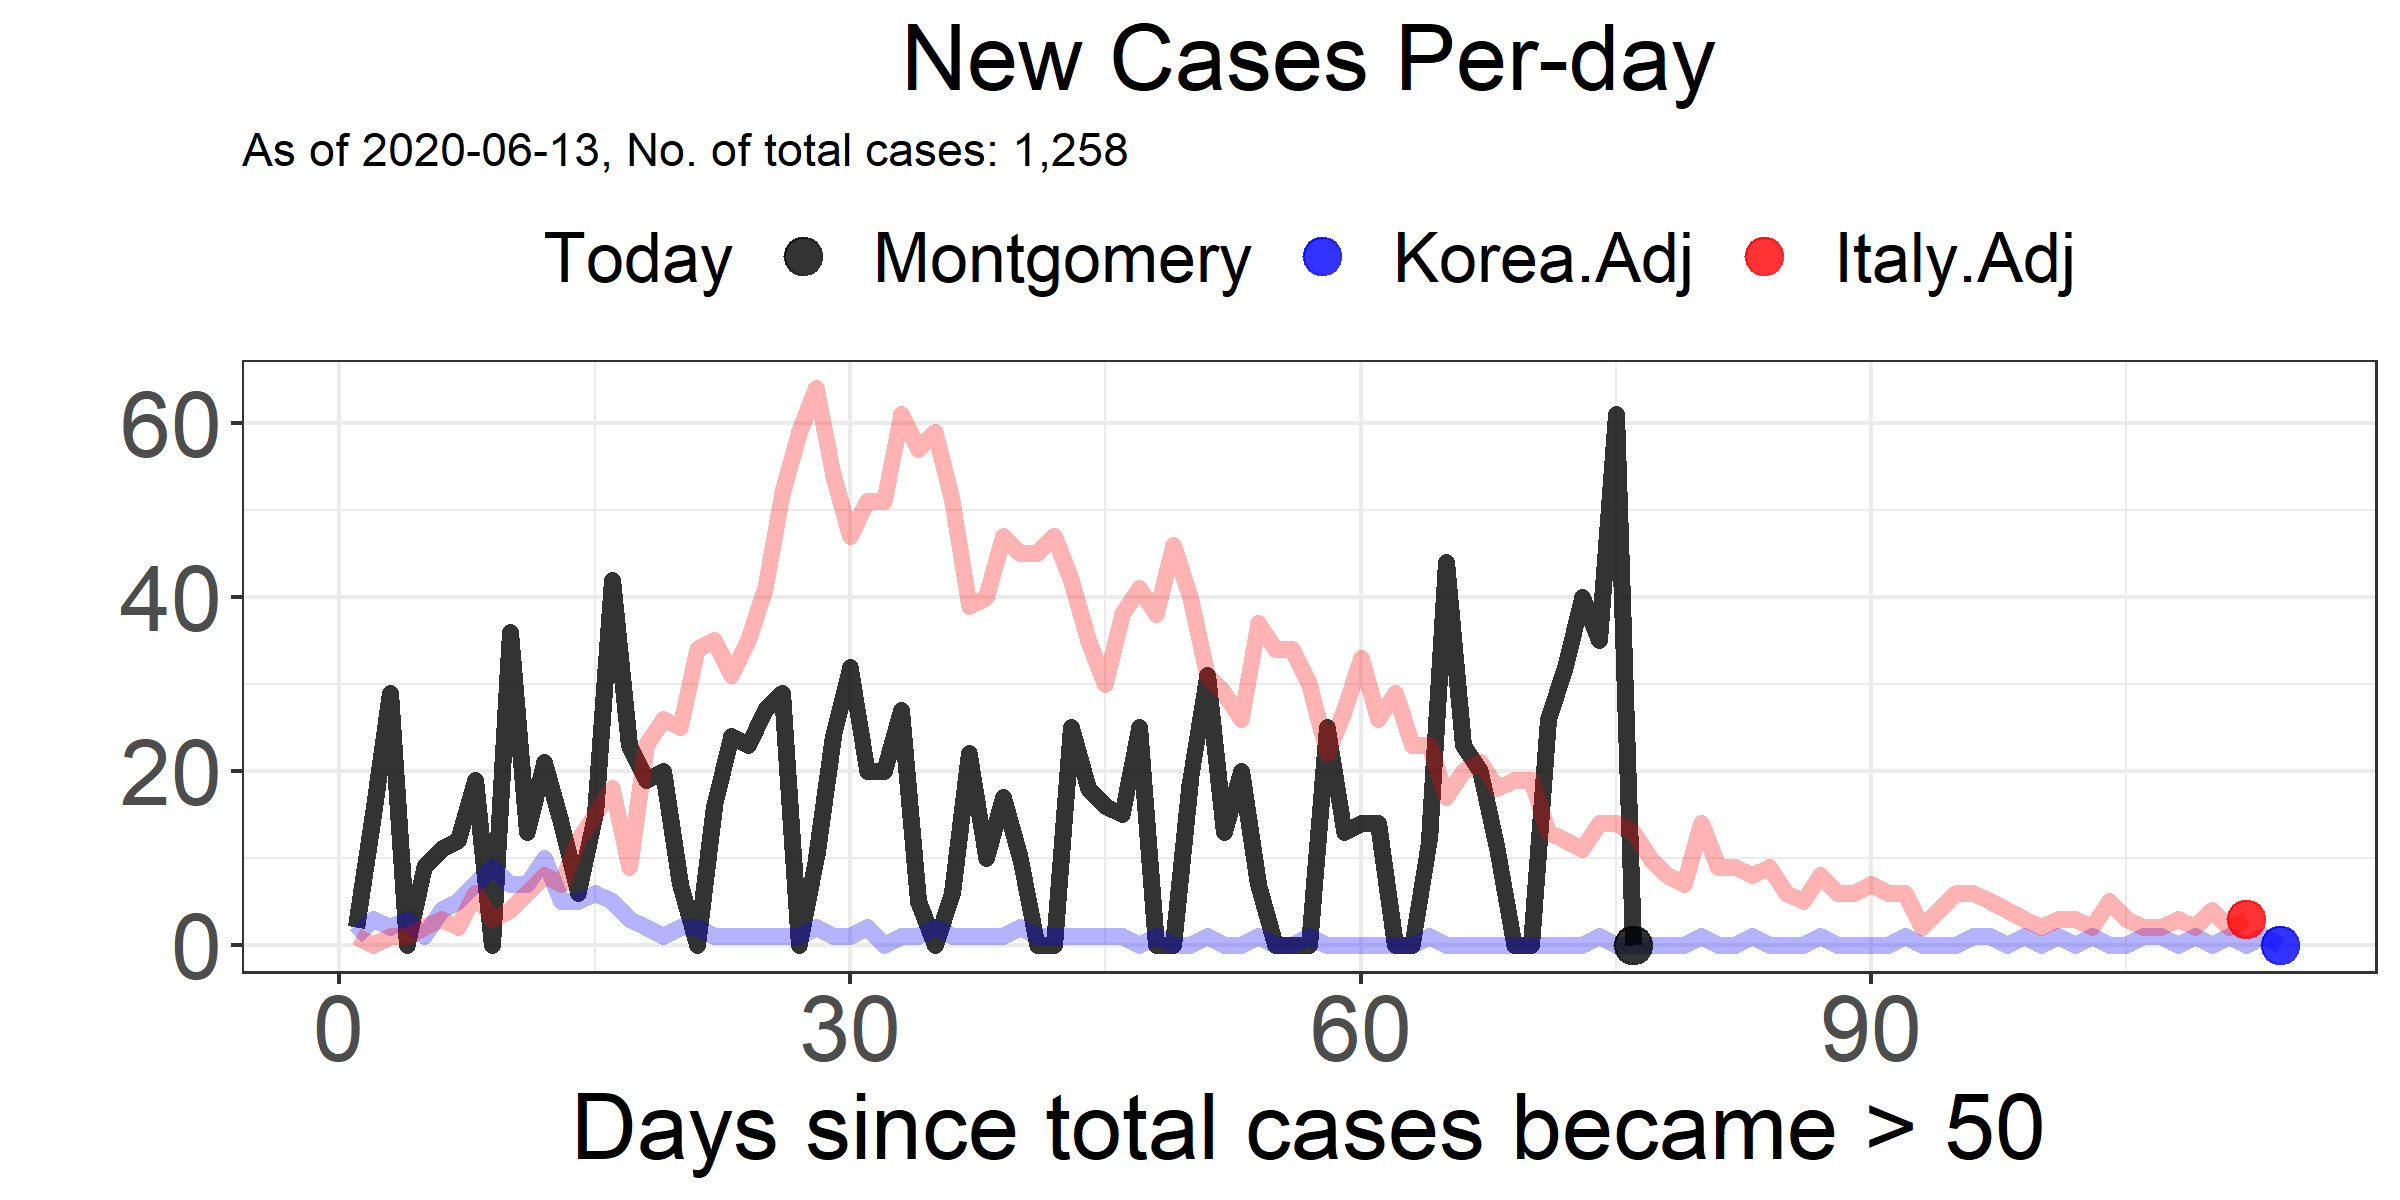 New Cases Per-day
As of 2020-06-13, No. of total cases: 1,258
Today Montgomery Korea.Adj Italy.Adj
60
40
20
0
0 30 60 90
Days since total cases became > 50